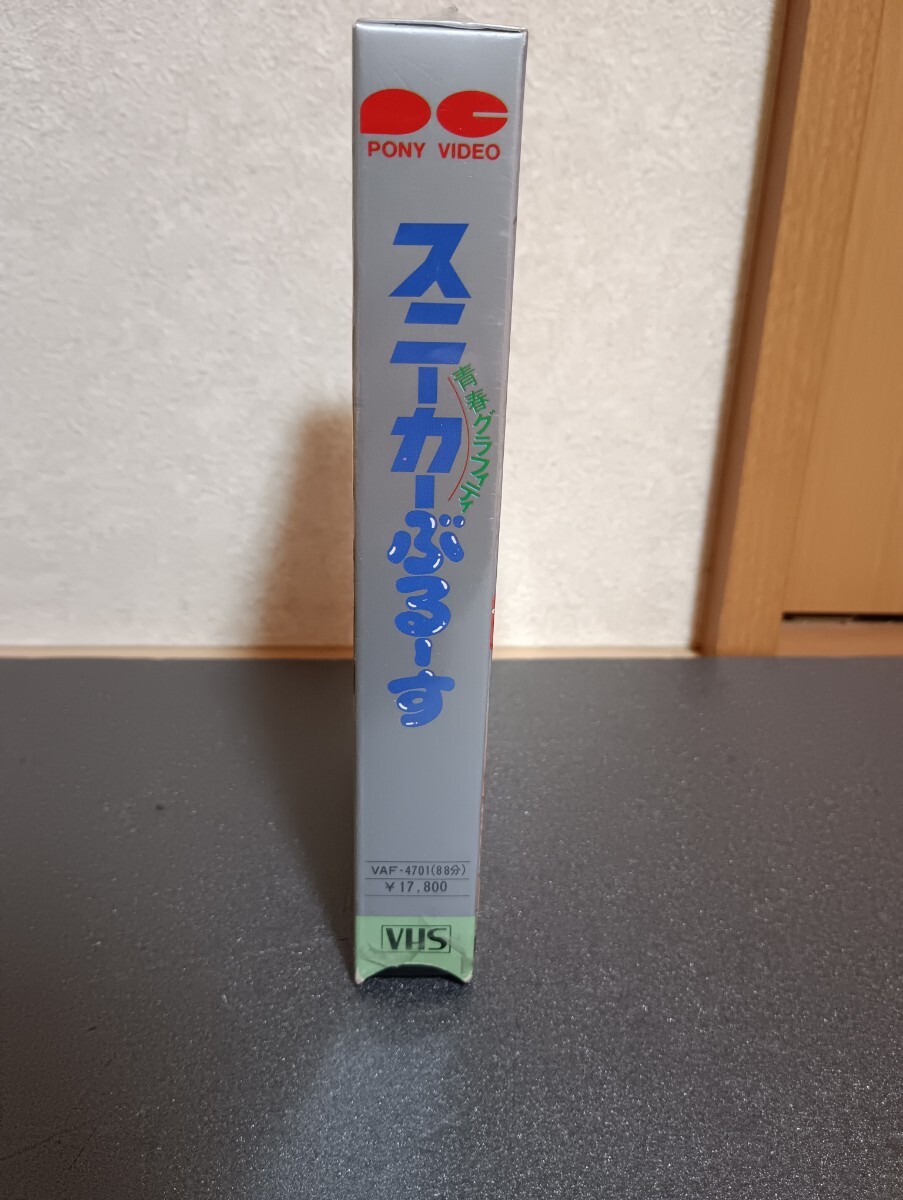 PONY VIDEO
青春グラフィティ
スニーカーぶる〜す
VAF-4701(88分)
¥17,800
VHS